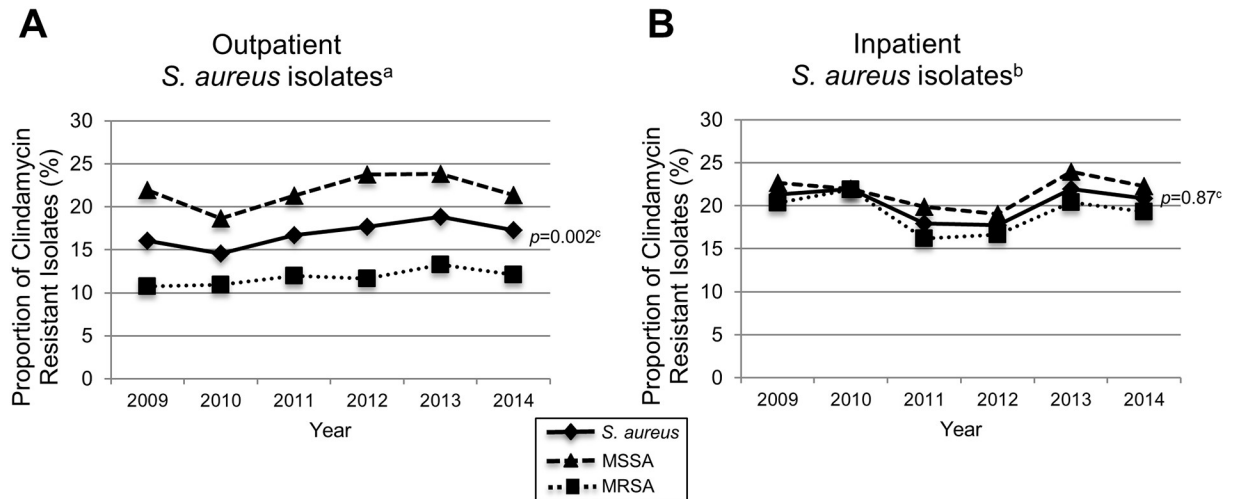 A
Outpatient
S. aureus isolatesᵃ
Proportion of Clindamycin
Resistant Isolates (%)
30
25
20
15
10
5
0
p=0.002ᶜ
2009 2010 2011 2012 2013 2014
Year
B
Inpatient
S. aureus isolatesᵇ
Proportion of Clindamycin
Resistant Isolates (%)
30
25
20
15
10
5
0
p=0.87ᶜ
2009 2010 2011 2012 2013 2014
Year
S. aureus
MSSA
MRSA